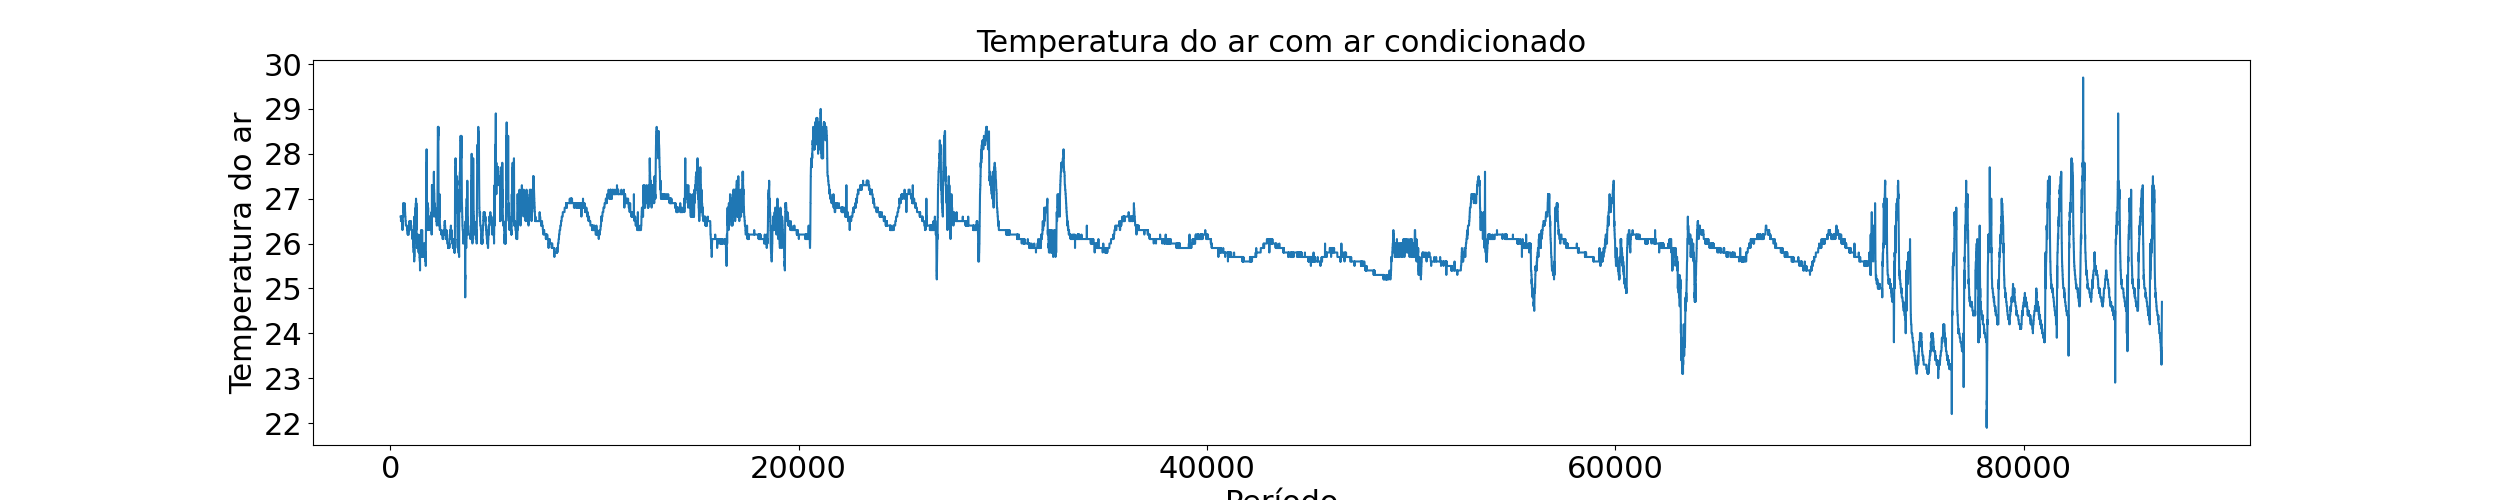 Temperatura do ar com ar condicionado
Temperatura do ar
30
29
28
27
26
25
24
23
22
0 20000 40000 60000 80000
Período